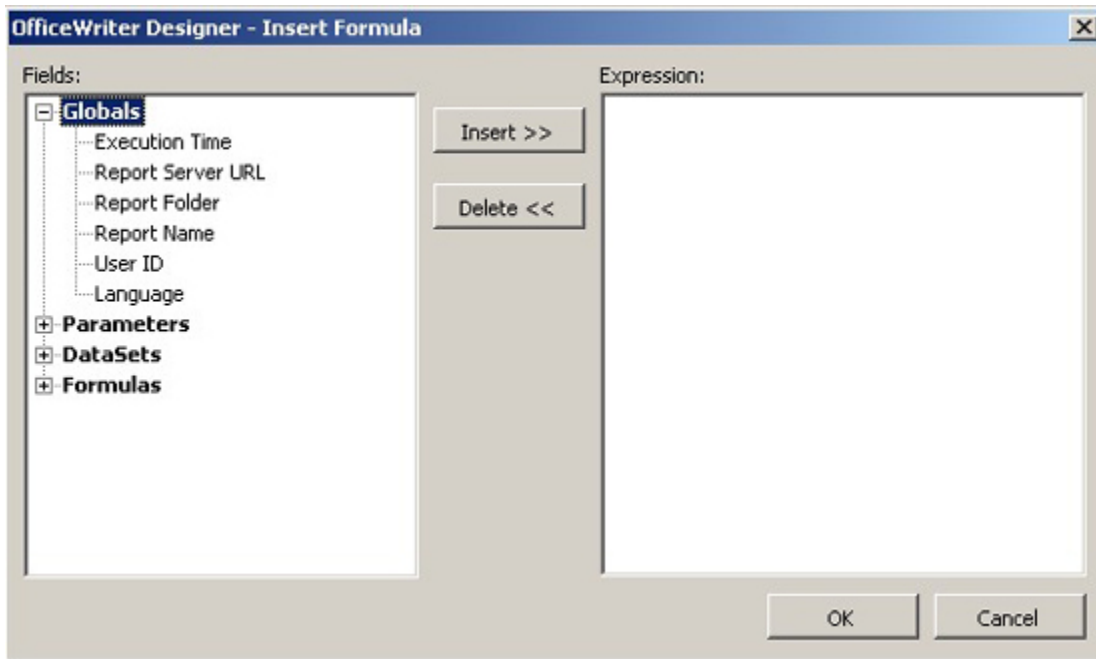 OfficeWriter Designer - Insert Formula
Fields:
Expression:
Globals
Execution Time
Report Server URL
Report Folder
Report Name
User ID
Language
Parameters
DataSets
Formulas
Insert >>
Delete <<
OK
Cancel